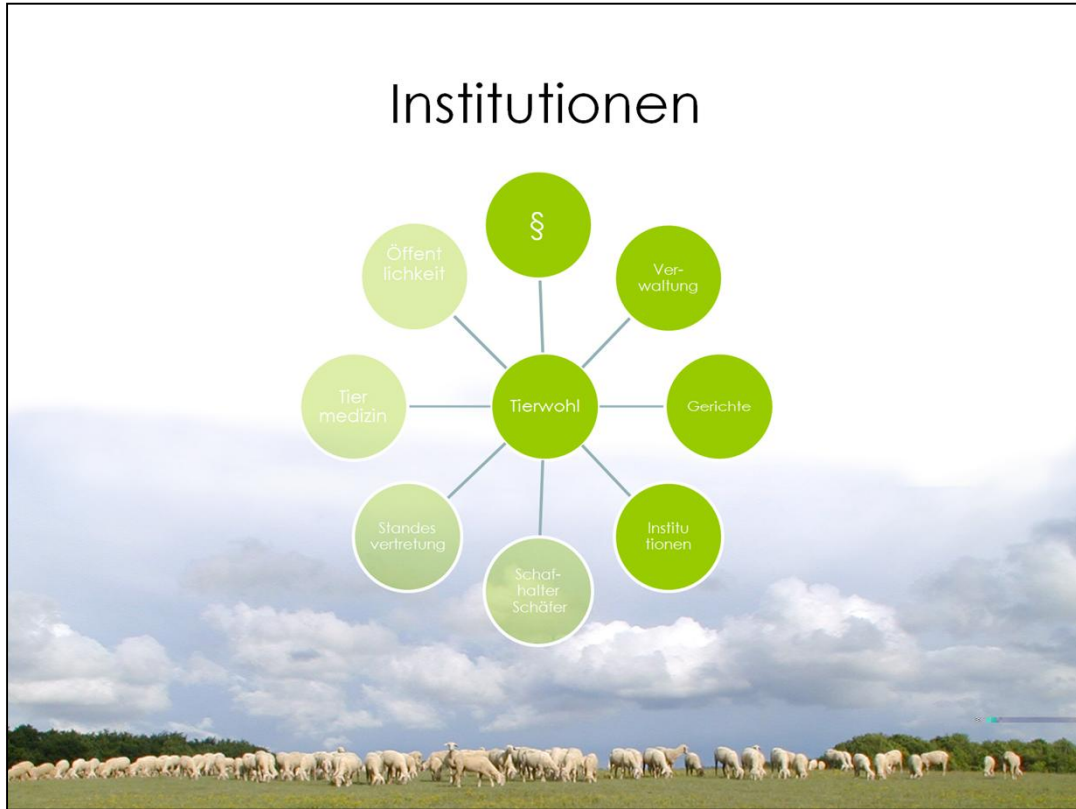 Institutionen
§
Öffent
lichkeit
Ver-
waltung
Tier
medizin
Tierwohl
Gerichte
Standes
vertretung
Institu
tionen
Schaf-
halter
Schäfer